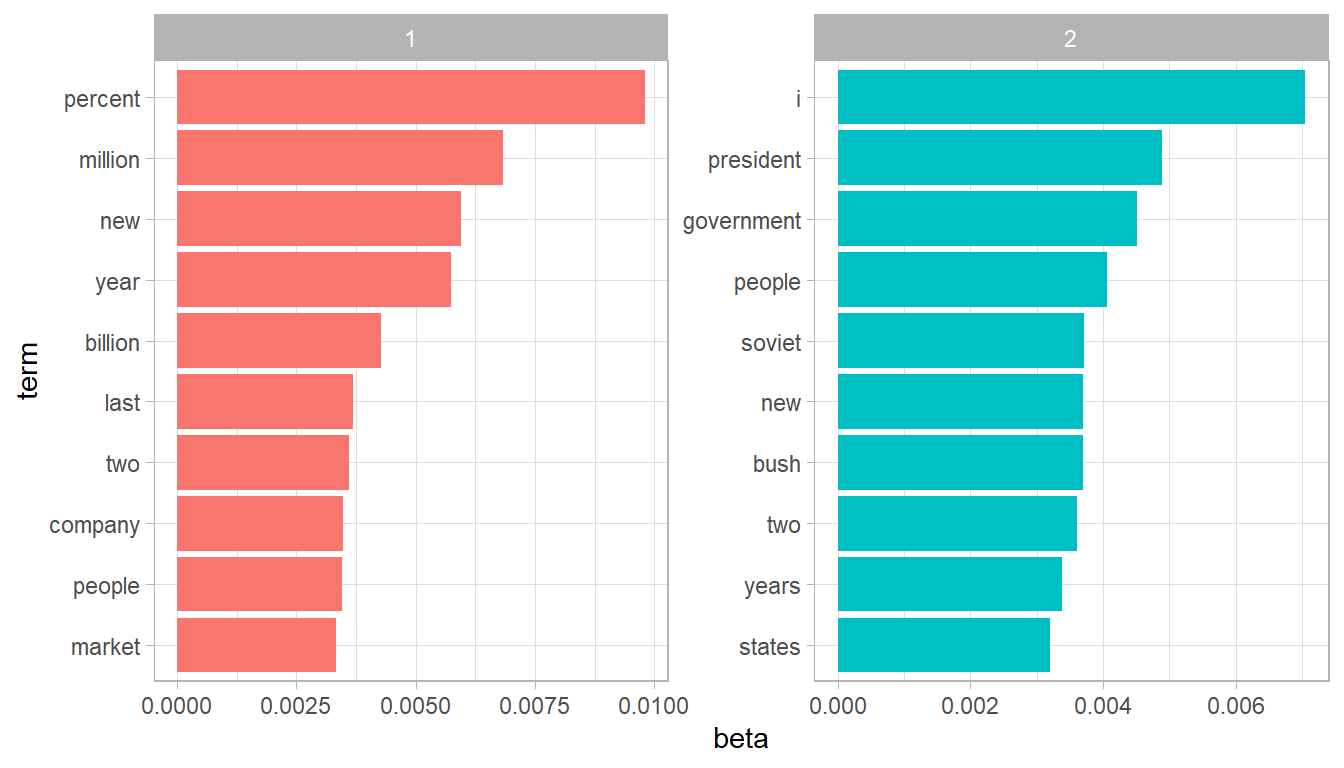 1
2
percent
million
new
year
billion
last
two
company
people
market
i
president
government
people
soviet
new
bush
two
years
states
term
0.0000 0.0025 0.0050 0.0075 0.0100
0.000 0.002 0.004 0.006
beta